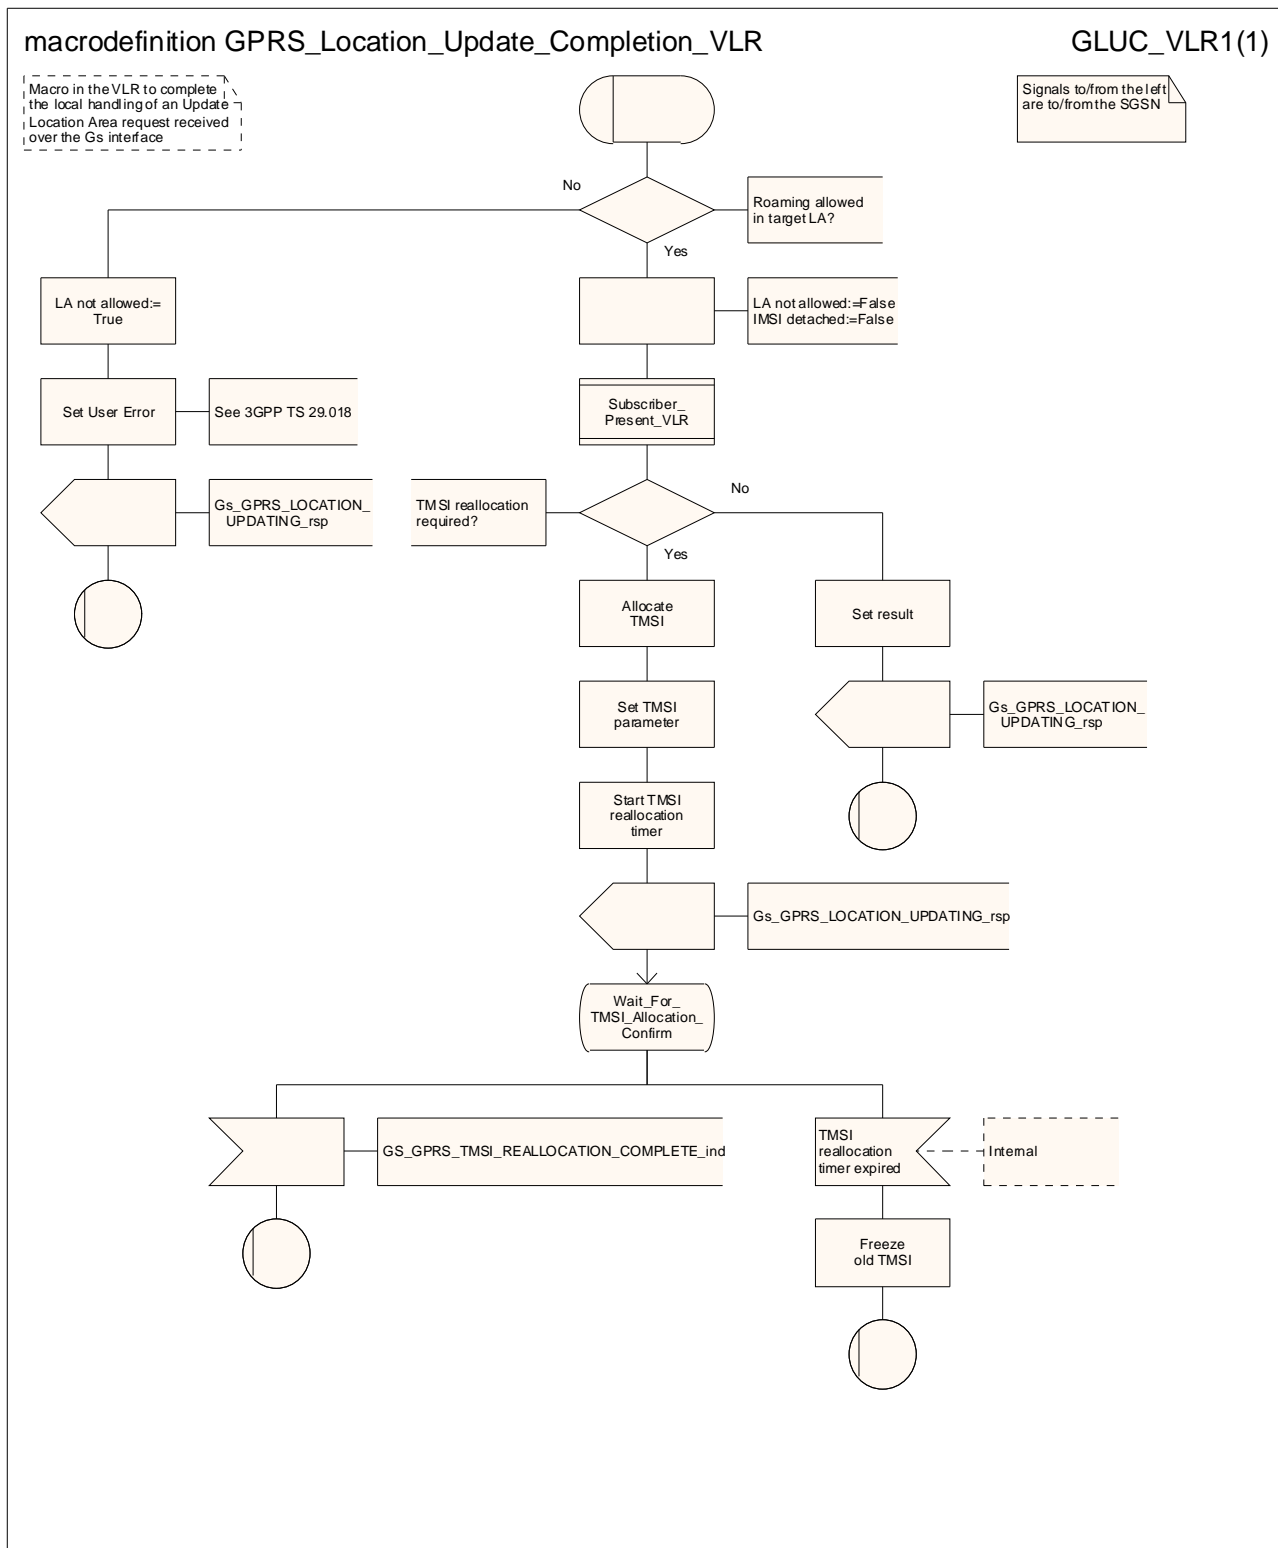 macrodefinition GPRS_Location_Update_Completion_VLR
GLUC_VLR1(1)
Macro in the VLR to complete
the local handling of an Update
Location Area request received
over the Gs interface
Signals to/from the left
are to/from the SGSN
No
Roaming allowed
in target LA?
Yes
LA not allowed:=
True
LA not allowed:=False
IMSI detached:=False
Set User Error
See 3GPP TS 29.018
Subscriber_
Present_VLR
Gs_GPRS_LOCATION_
UPDATING_rsp
TMSI reallocation
required?
No
Yes
Allocate
TMSI
Set result
Set TMSI
parameter
Gs_GPRS_LOCATION_
UPDATING_rsp
Start TMSI
reallocation
timer
Gs_GPRS_LOCATION_UPDATING_rsp
Wait_For_
TMSI_Allocation_
Confirm
GS_GPRS_TMSI_REALLOCATION_COMPLETE_ind
TMSI
reallocation
timer expired
Internal
Freeze
old TMSI